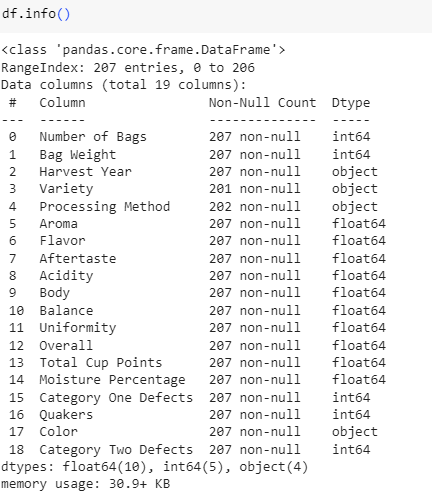 df.info()
<class 'pandas.core.frame.DataFrame'>
RangeIndex: 207 entries, 0 to 206
Data columns (total 19 columns):
 #   Column                Non-Null Count  Dtype
---  ------                --------------  -----
 0   Number of Bags        207 non-null    int64
 1   Bag Weight            207 non-null    int64
 2   Harvest Year          207 non-null    object
 3   Variety               201 non-null    object
 4   Processing Method     202 non-null    object
 5   Aroma                 207 non-null    float64
 6   Flavor                207 non-null    float64
 7   Aftertaste            207 non-null    float64
 8   Acidity               207 non-null    float64
 9   Body                  207 non-null    float64
 10  Balance               207 non-null    float64
 11  Uniformity            207 non-null    float64
 12  Overall               207 non-null    float64
 13  Total Cup Points      207 non-null    float64
 14  Moisture Percentage   207 non-null    float64
 15  Category One Defects  207 non-null    int64
 16  Quakers               207 non-null    int64
 17  Color                 207 non-null    object
 18  Category Two Defects  207 non-null    int64
dtypes: float64(10), int64(5), object(4)
memory usage: 30.9+ KB